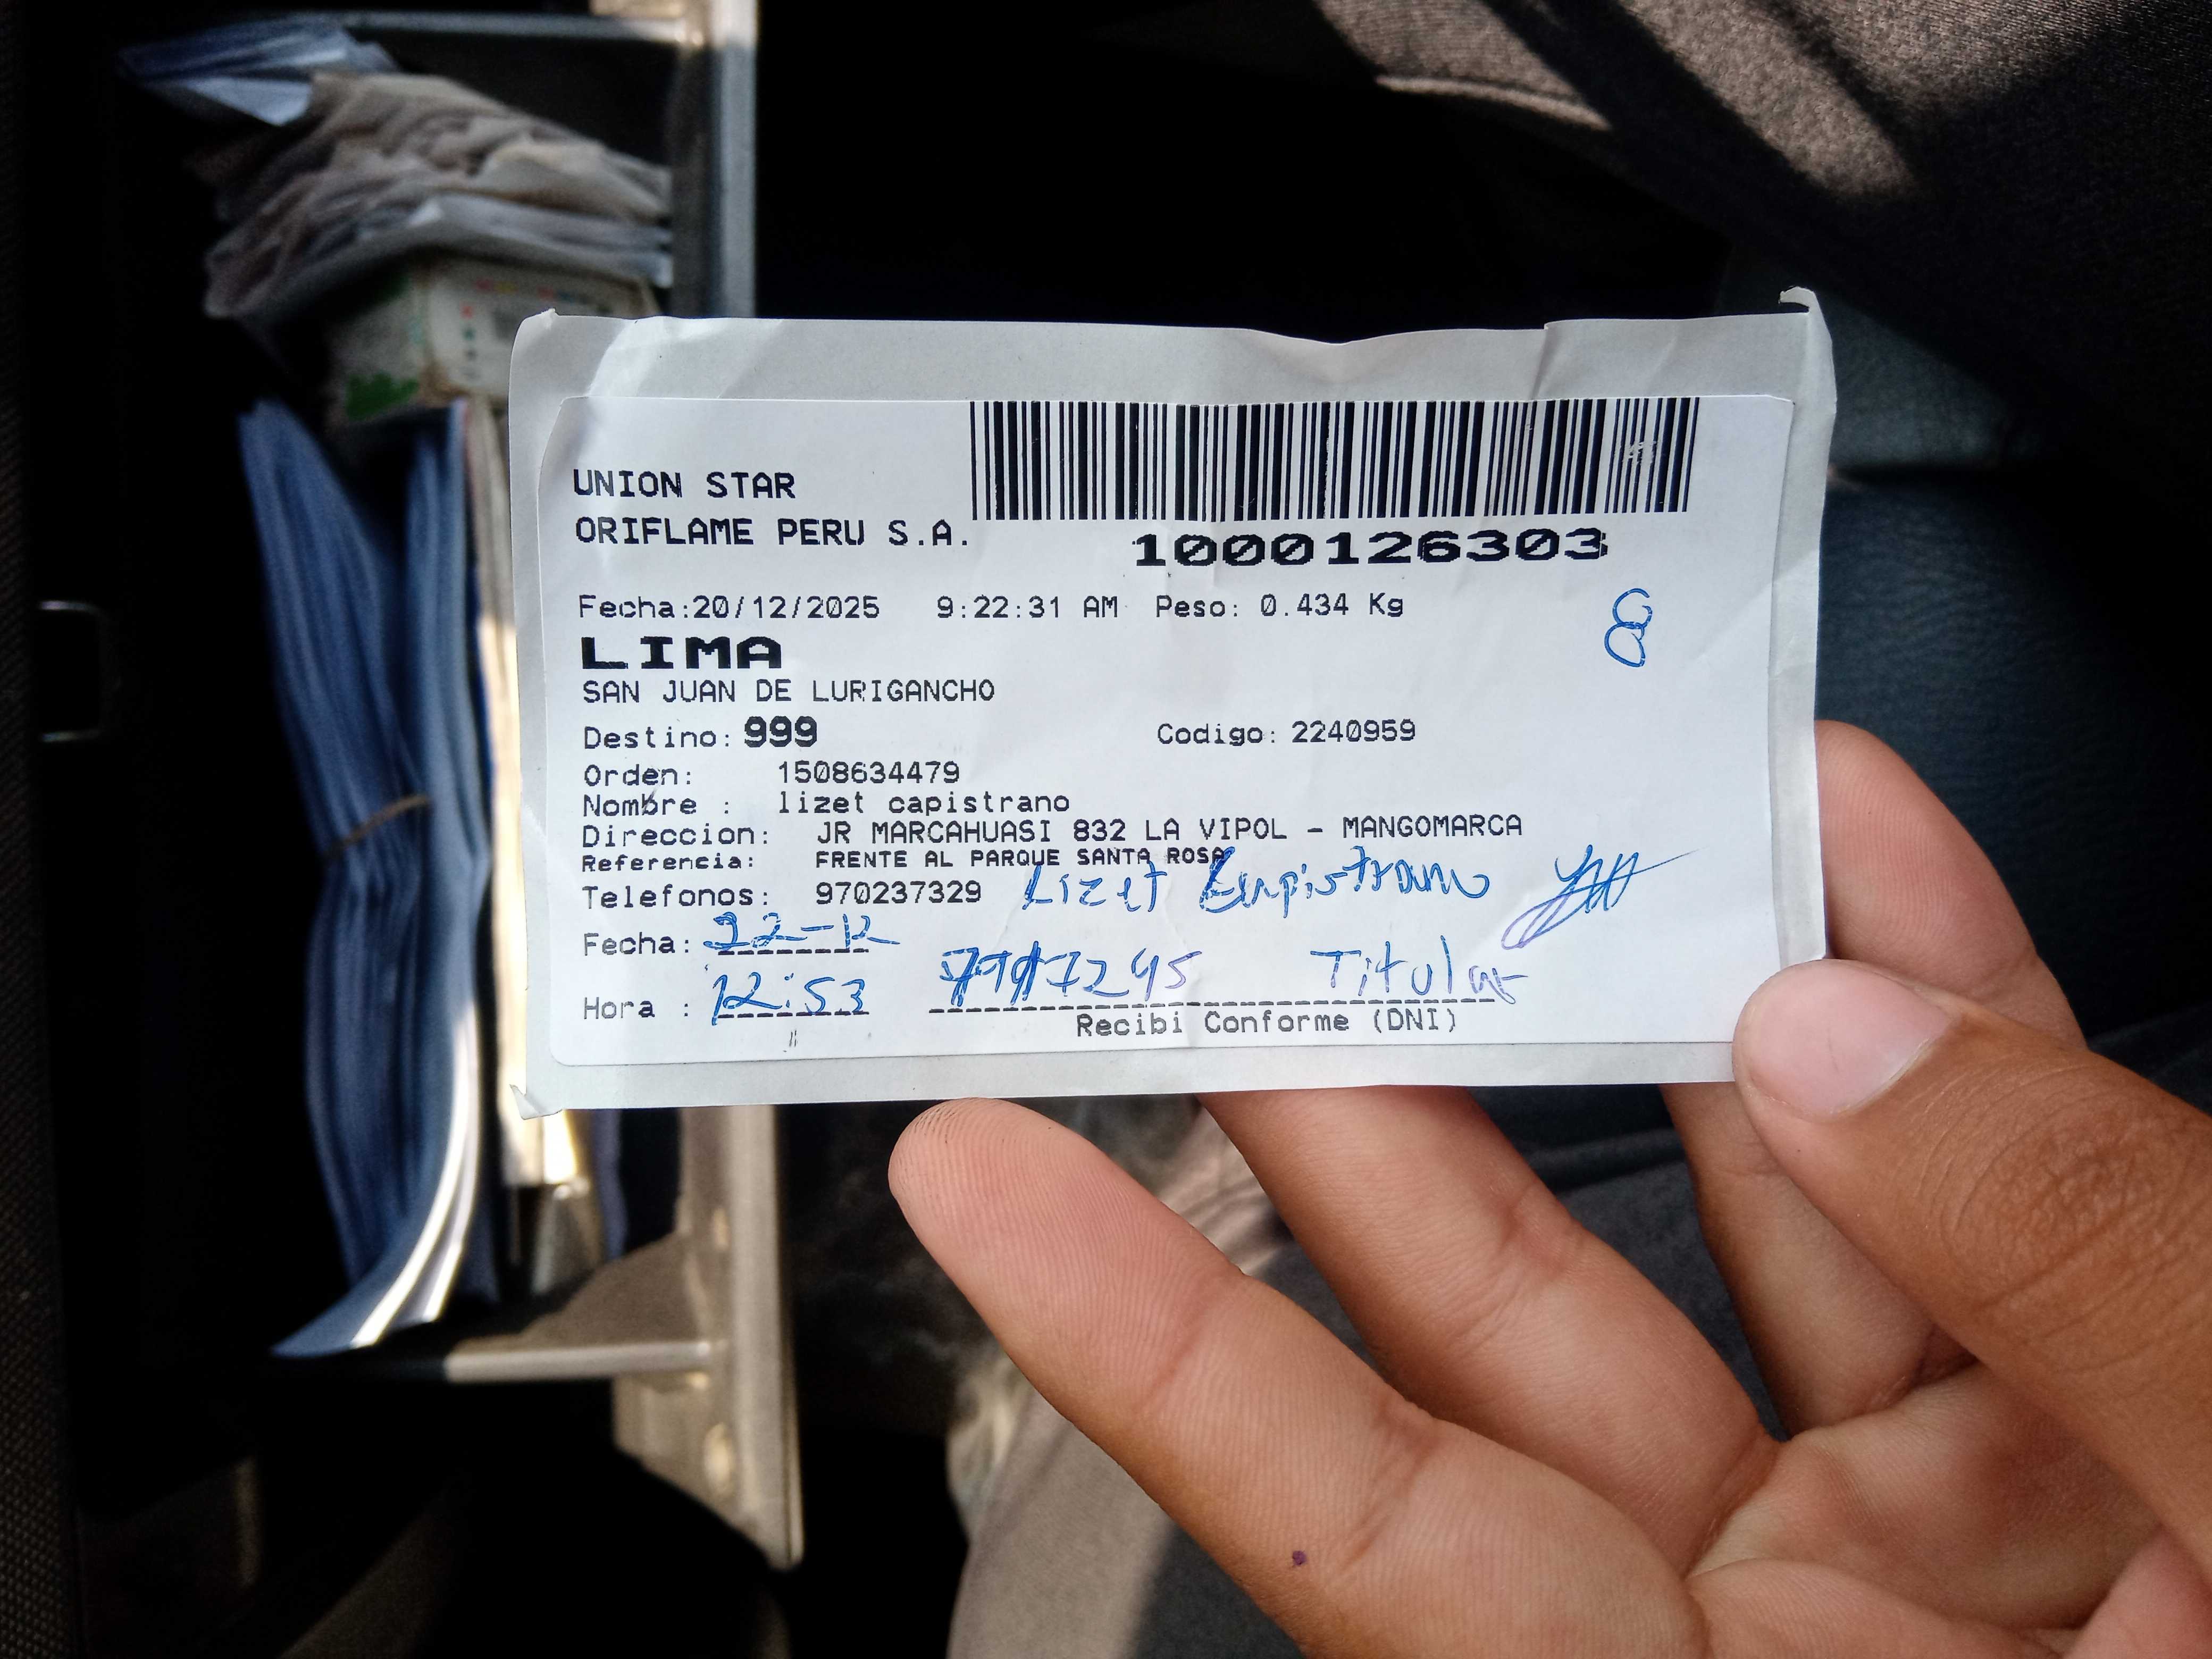 UNION STAR
ORIFLAME PERU S.A.
1000126303
Fecha:20/12/2025 9:22:31 AM Peso: 0.434 Kg
8
LIMA
SAN JUAN DE LURIGANCHO
Destino: 999 Codigo: 2240959
Orden: 1508634479
Nombre : lizet capistrano
Direccion: JR MARCAHUASI 832 LA VIPOL - MANGOMARCA
Referencia: FRENTE AL PARQUE SANTA ROSA
Telefonos: 970237329 Lizet Capistrano
Fecha: 22-12
Hora : 12:53 Titular
Recibi Conforme (DNI)